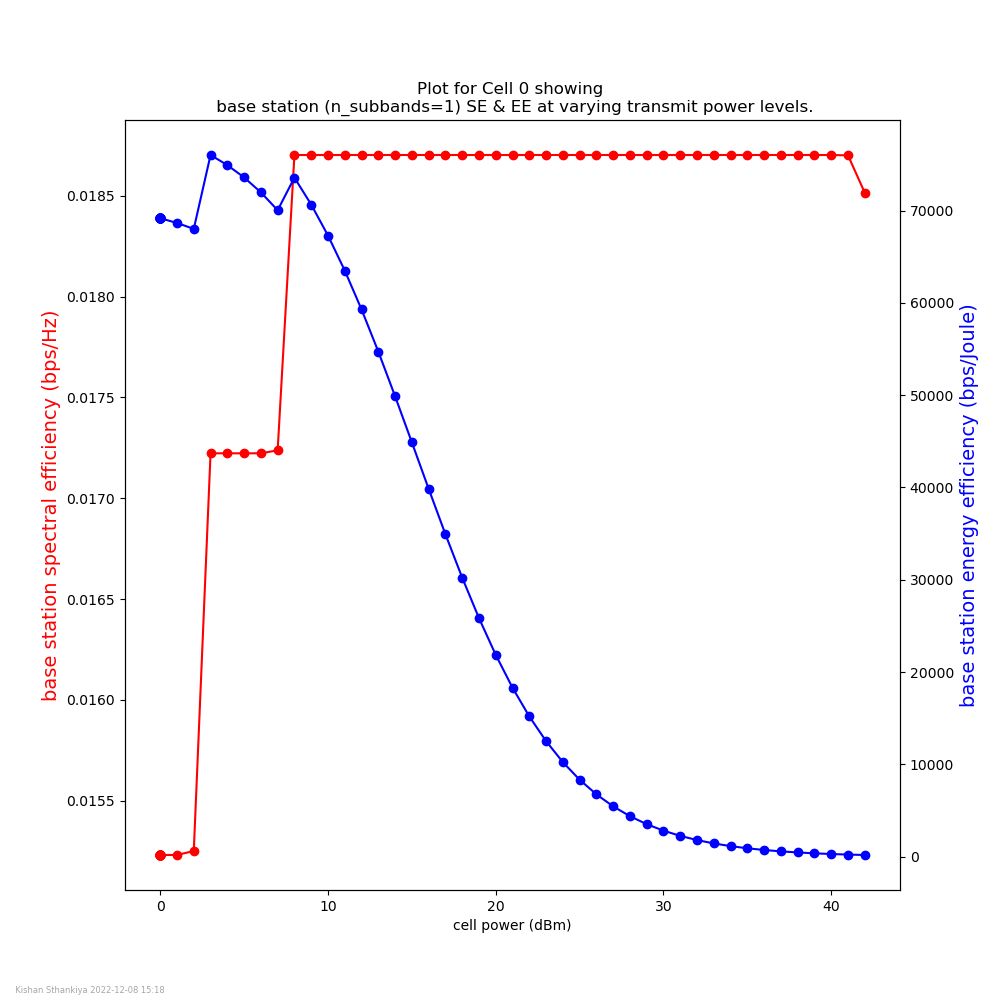 Plot for Cell 0 showing
base station (n_subbands=1) SE & EE at varying transmit power levels.
base station spectral efficiency (bps/Hz)
0.0185
0.0180
0.0175
0.0170
0.0165
0.0160
0.0155
70000
60000
50000
40000
30000
20000
10000
0
base station energy efficiency (bps/Joule)
0 10 20 30 40
cell power (dBm)
Kishan Sthankiya 2022-12-08 15:18